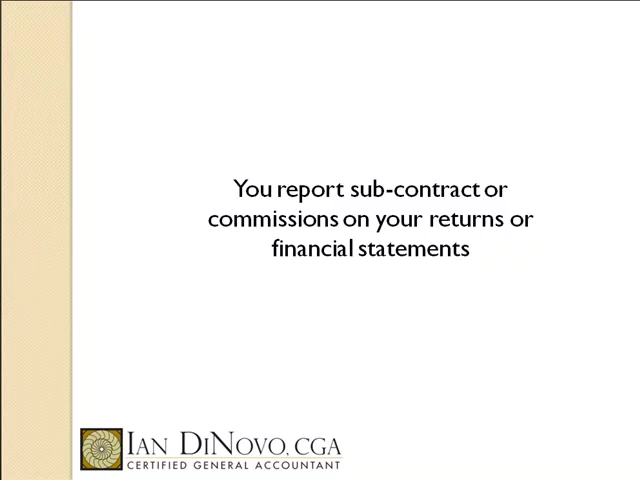 You report sub-contract or
commissions on your returns or
financial statements
IAN DINOVO, CGA
CERTIFIED GENERAL ACCOUNTANT